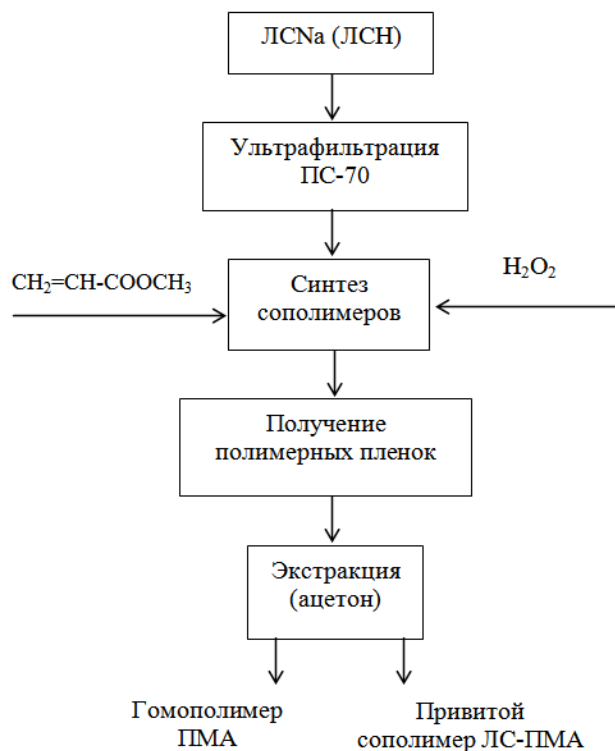 ЛСNa (ЛСН)
Ультрафильтрация
ПС-70
CH₂=CH-COOCH₃
Синтез
сополимеров
H₂O₂
Получение
полимерных пленок
Экстракция
(ацетон)
Гомополимер
ПМА
Привитой
сополимер ЛС-ПМА